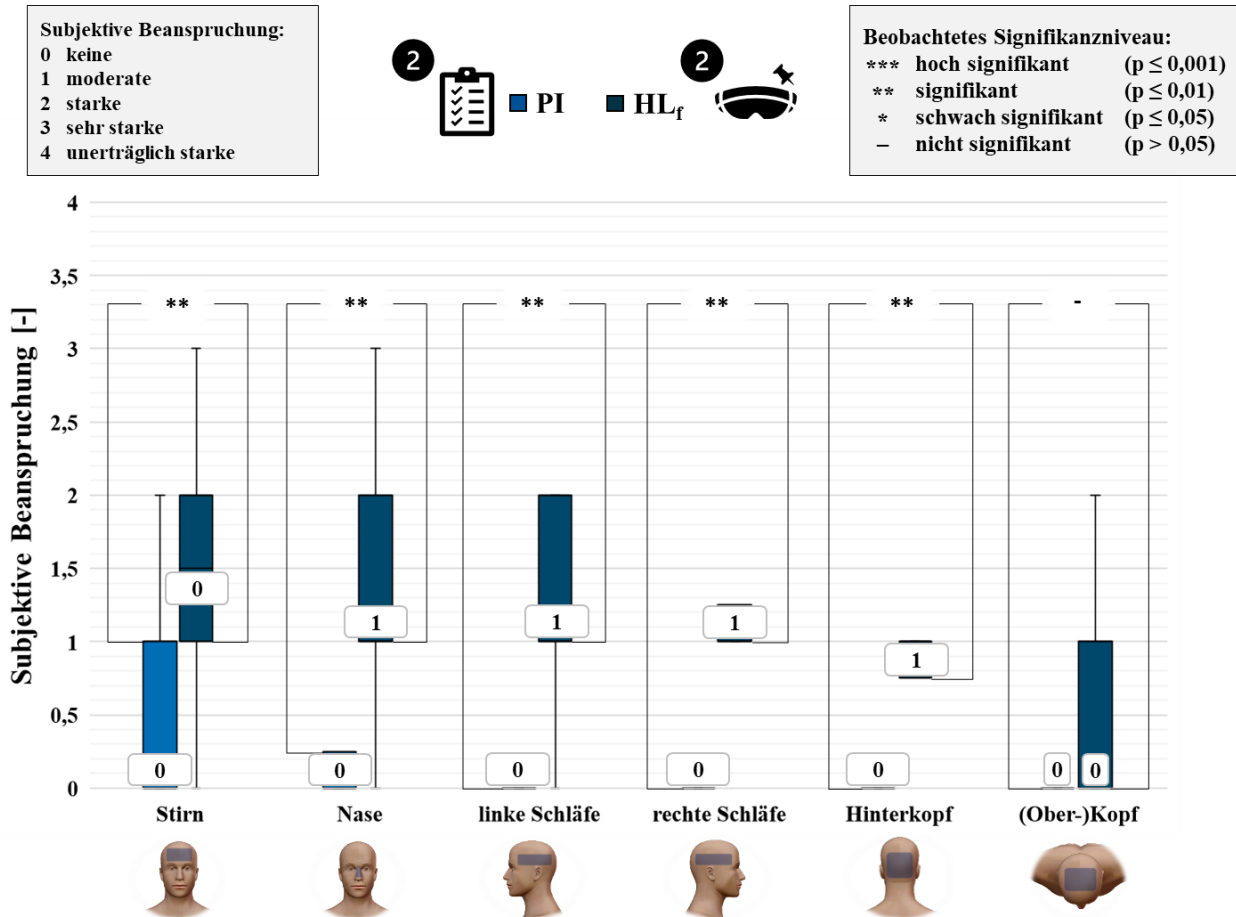 Subjektive Beanspruchung:
0 keine
1 moderate
2 starke
3 sehr starke
4 unerträglich starke
2
PI
HLf
2
Beobachtetes Signifikanzniveau:
*** hoch signifikant (p ≤ 0,001)
** signifikant (p ≤ 0,01)
* schwach signifikant (p ≤ 0,05)
– nicht signifikant (p > 0,05)
Subjektive Beanspruchung [-]
4
3,5
3
2,5
2
1,5
1
0,5
0
** ** ** ** ** -
0 1 1 1 1
0 0 0 0 0 0 0
Stirn Nase linke Schläfe rechte Schläfe Hinterkopf (Ober-)Kopf